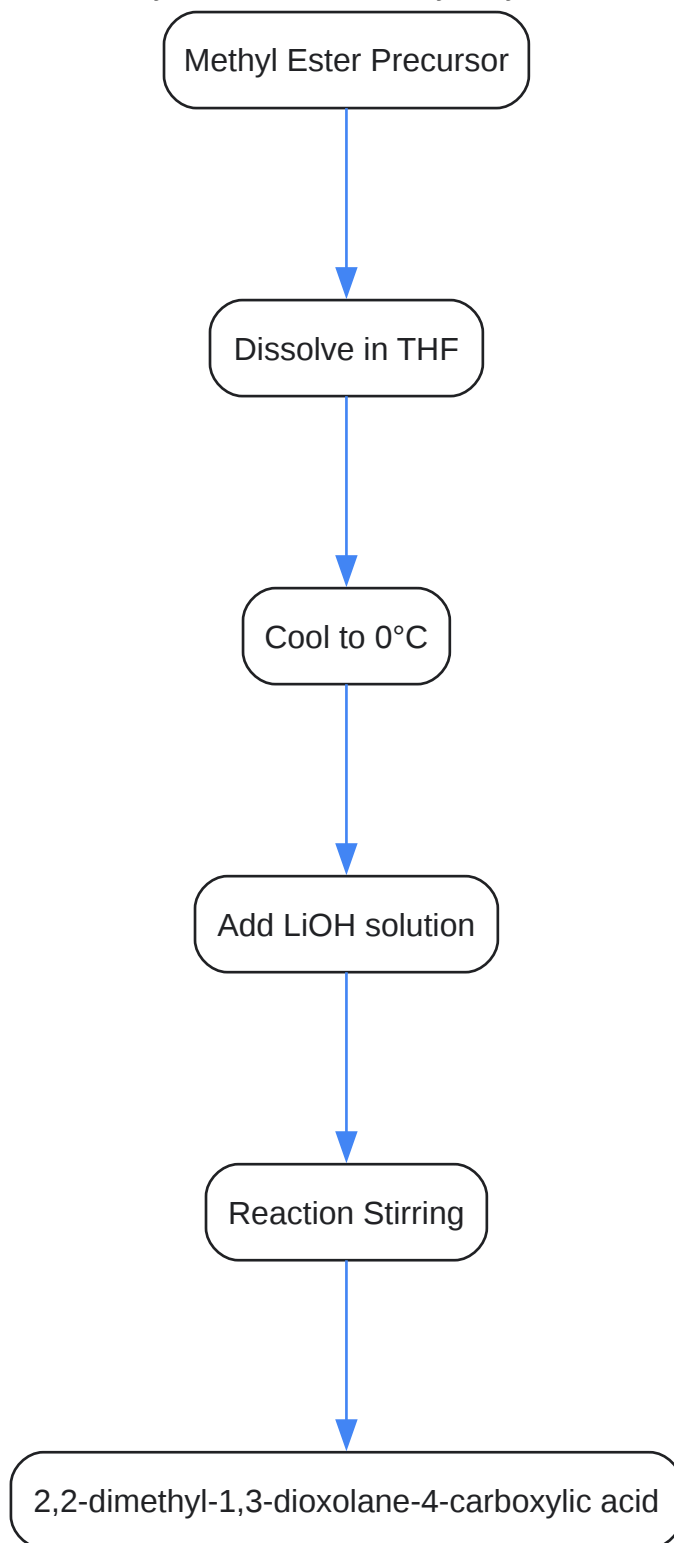 Methyl Ester Precursor
Dissolve in THF
Cool to 0°C
Add LiOH solution
Reaction Stirring
2,2-dimethyl-1,3-dioxolane-4-carboxylic acid